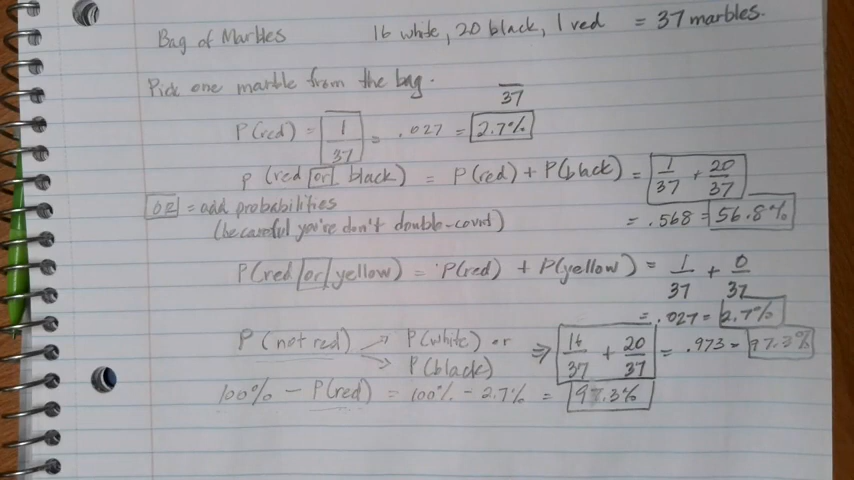 Bag of Marbles 16 white, 20 black, 1 red = 37 marbles.
Pick one marble from the bag.
37
P(red) = 1/37 = .027 = 2.7%
P(red or black) = P(red) + P(black) = 1/37 + 20/37
OR = add probabilities = .568 = 56.8%
(be careful you're don't double-count)
P(red or yellow) = P(red) + P(yellow) = 1/37 + 0/37
= .027 = 2.7%
P(not red) → P(white) or ⇒ 16/37 + 20/37 = .973 = 97.3%
→ P(black)
100% - P(red) = 100% - 2.7% = 97.3%